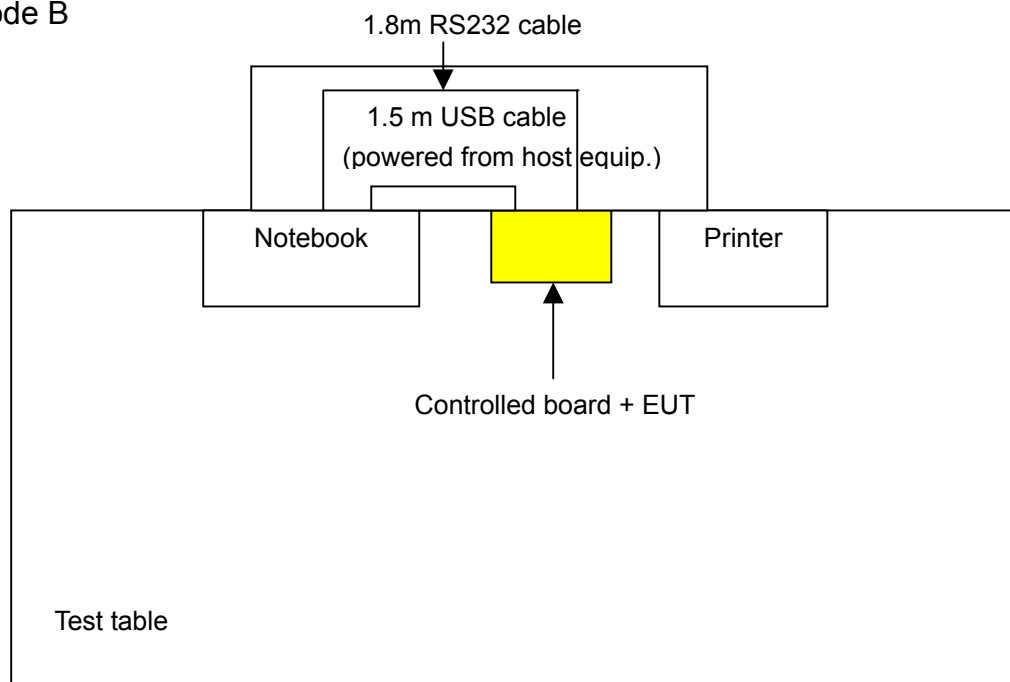 ode B
1.8m RS232 cable
1.5 m USB cable
(powered from host equip.)
Notebook
Printer
Controlled board + EUT
Test table